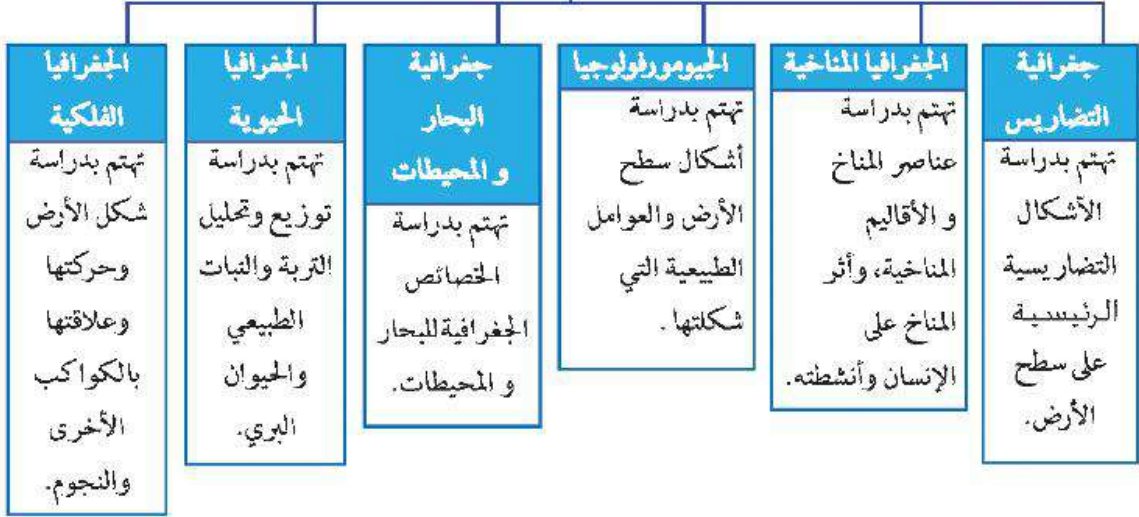 جغرافية
التضاريس
تهتم بدراسة
الأشكال
التضاريسية
الرئيسية
على سطح
الأرض.
الجغرافيا المناخية
تهتم بدراسة
عناصر المناخ
و الأقاليم
المناخية، وأثر
المناخ على
الإنسان وأنشطته.
الجيومورفولوجيا
تهتم بدراسة
أشكال سطح
الأرض والعوامل
الطبيعية التي
شكلتها.
جغرافية
البحار
و المحيطات
تهتم بدراسة
الخصائص
الجغرافية للبحار
و المحيطات.
الجغرافيا
الحيوية
تهتم بدراسة
توزيع وتحليل
التربة والنبات
الطبيعي
والحيوان
البري.
الجغرافيا
الفلكية
تهتم بدراسة
شكل الأرض
وحركتها
وعلاقتها
بالكواكب
الأخرى
والنجوم.